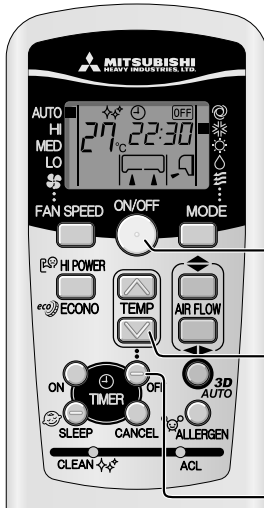 MITSUBISHI
HEAVY INDUSTRIES, LTD.
AUTO
HI
MED
LO
OFF
27°C 22:30
FAN SPEED
ON/OFF
MODE
HI POWER
eco ECONO
TEMP
AIR FLOW
3D
AUTO
ON
OFF
TIMER
SLEEP
CANCEL
ALLERGEN
CLEAN
ACL